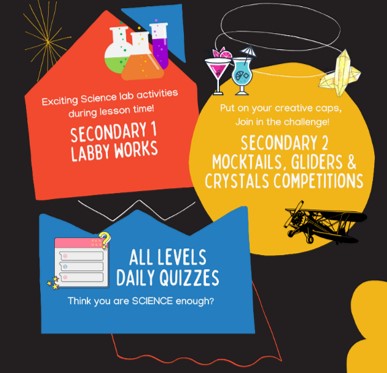 Exciting Science lab activities
during lesson time!
SECONDARY 1
LABBY WORKS
Put on your creative caps,
Join in the challenge!
SECONDARY 2
MOCKTAILS, GLIDERS &
CRYSTALS COMPETITIONS
ALL LEVELS
DAILY QUIZZES
Think you are SCIENCE enough?